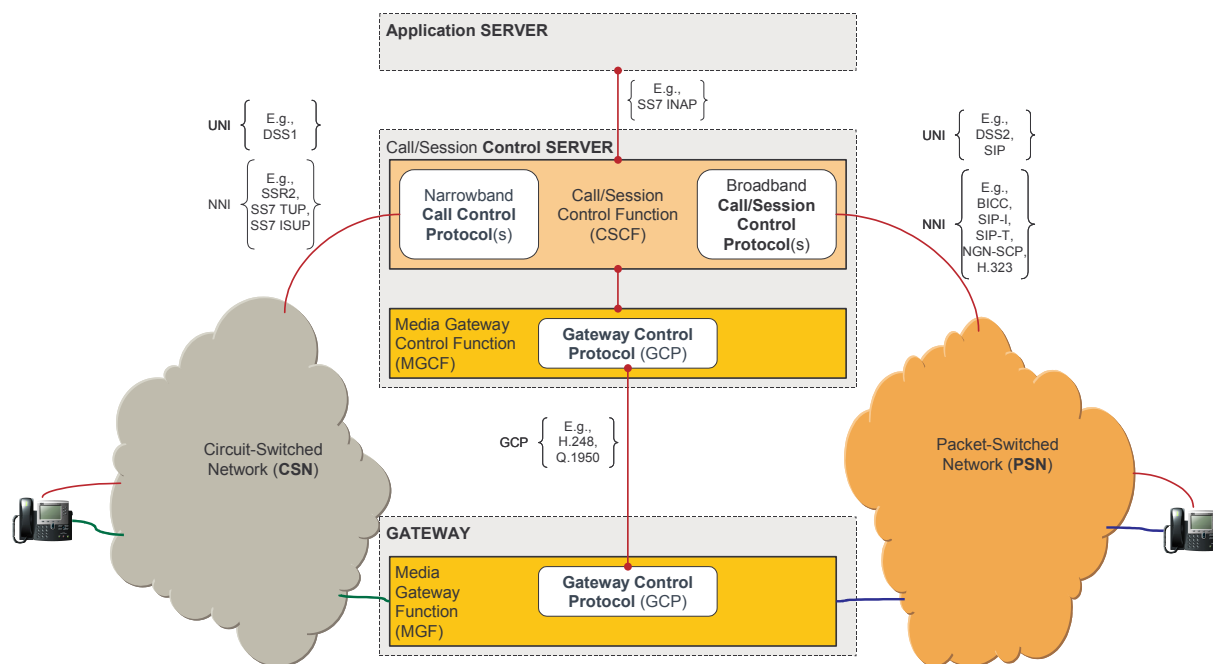 Application SERVER
E.g.,
SS7 INAP
UNI
E.g.,
DSS1
NNI
E.g.,
SSR2,
SS7 TUP,
SS7 ISUP
UNI
E.g.,
DSS2,
SIP
NNI
E.g.,
BICC,
SIP-I,
SIP-T,
NGN-SCP,
H.323
Call/Session Control SERVER
Narrowband
Call Control
Protocol(s)
Call/Session
Control Function
(CSCF)
Broadband
Call/Session
Control
Protocol(s)
Media Gateway
Control Function
(MGCF)
Gateway Control
Protocol (GCP)
GCP
E.g.,
H.248,
Q.1950
Circuit-Switched
Network (CSN)
Packet-Switched
Network (PSN)
GATEWAY
Media
Gateway
Function
(MGF)
Gateway Control
Protocol (GCP)